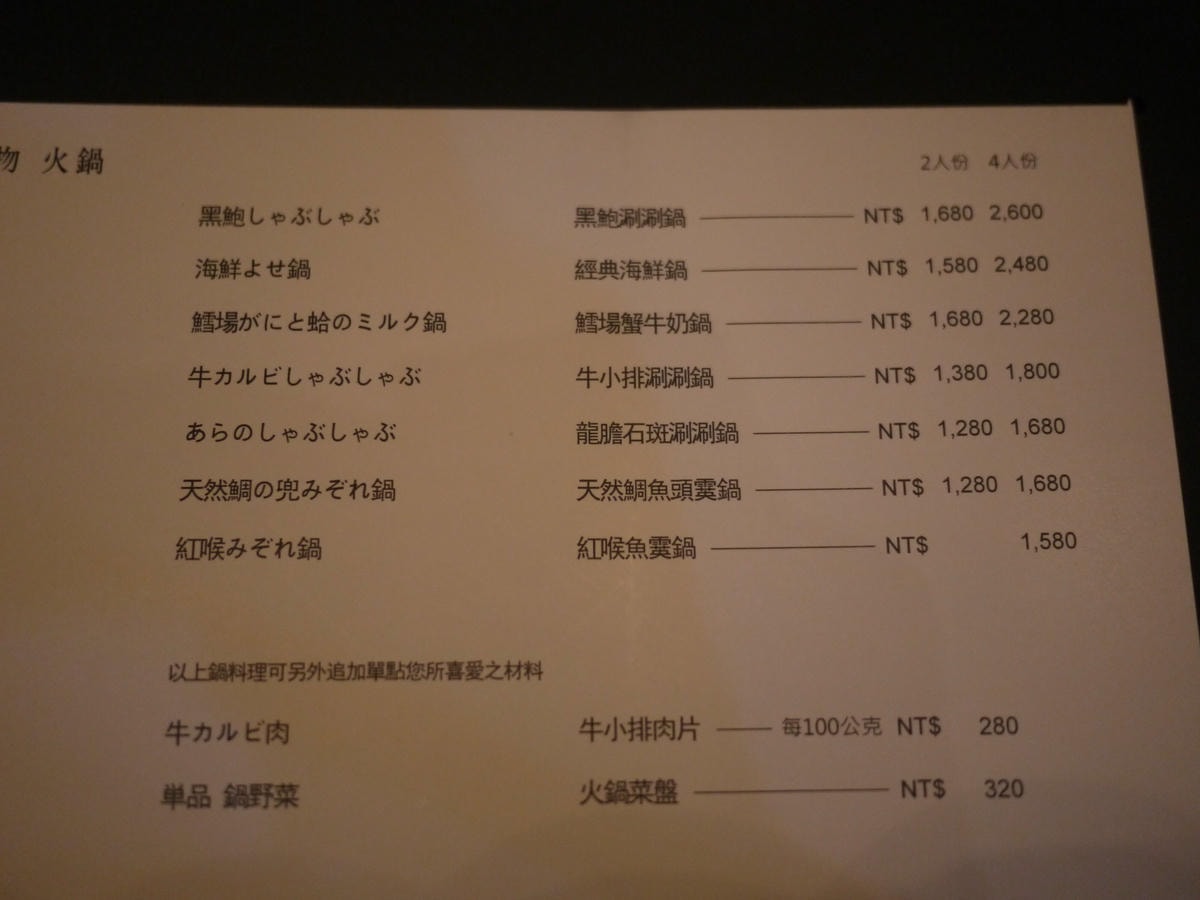 物 火鍋
2人份 4人份
黑鮑しゃぶしゃぶ 黑鮑涮涮鍋 NT$ 1,680 2,600
海鮮よせ鍋 經典海鮮鍋 NT$ 1,580 2,480
鱈場がにと蛤のミルク鍋 鱈場蟹牛奶鍋 NT$ 1,680 2,280
牛カルビしゃぶしゃぶ 牛小排涮涮鍋 NT$ 1,380 1,800
あらのしゃぶしゃぶ 龍膽石斑涮涮鍋 NT$ 1,280 1,680
天然鯛の兜みぞれ鍋 天然鯛魚頭霙鍋 NT$ 1,280 1,680
紅喉みぞれ鍋 紅喉魚霙鍋 NT$ 1,580
以上鍋料理可另外追加單點您所喜愛之材料
牛カルビ肉 牛小排肉片 每100公克 NT$ 280
単品 鍋野菜 火鍋菜盤 NT$ 320